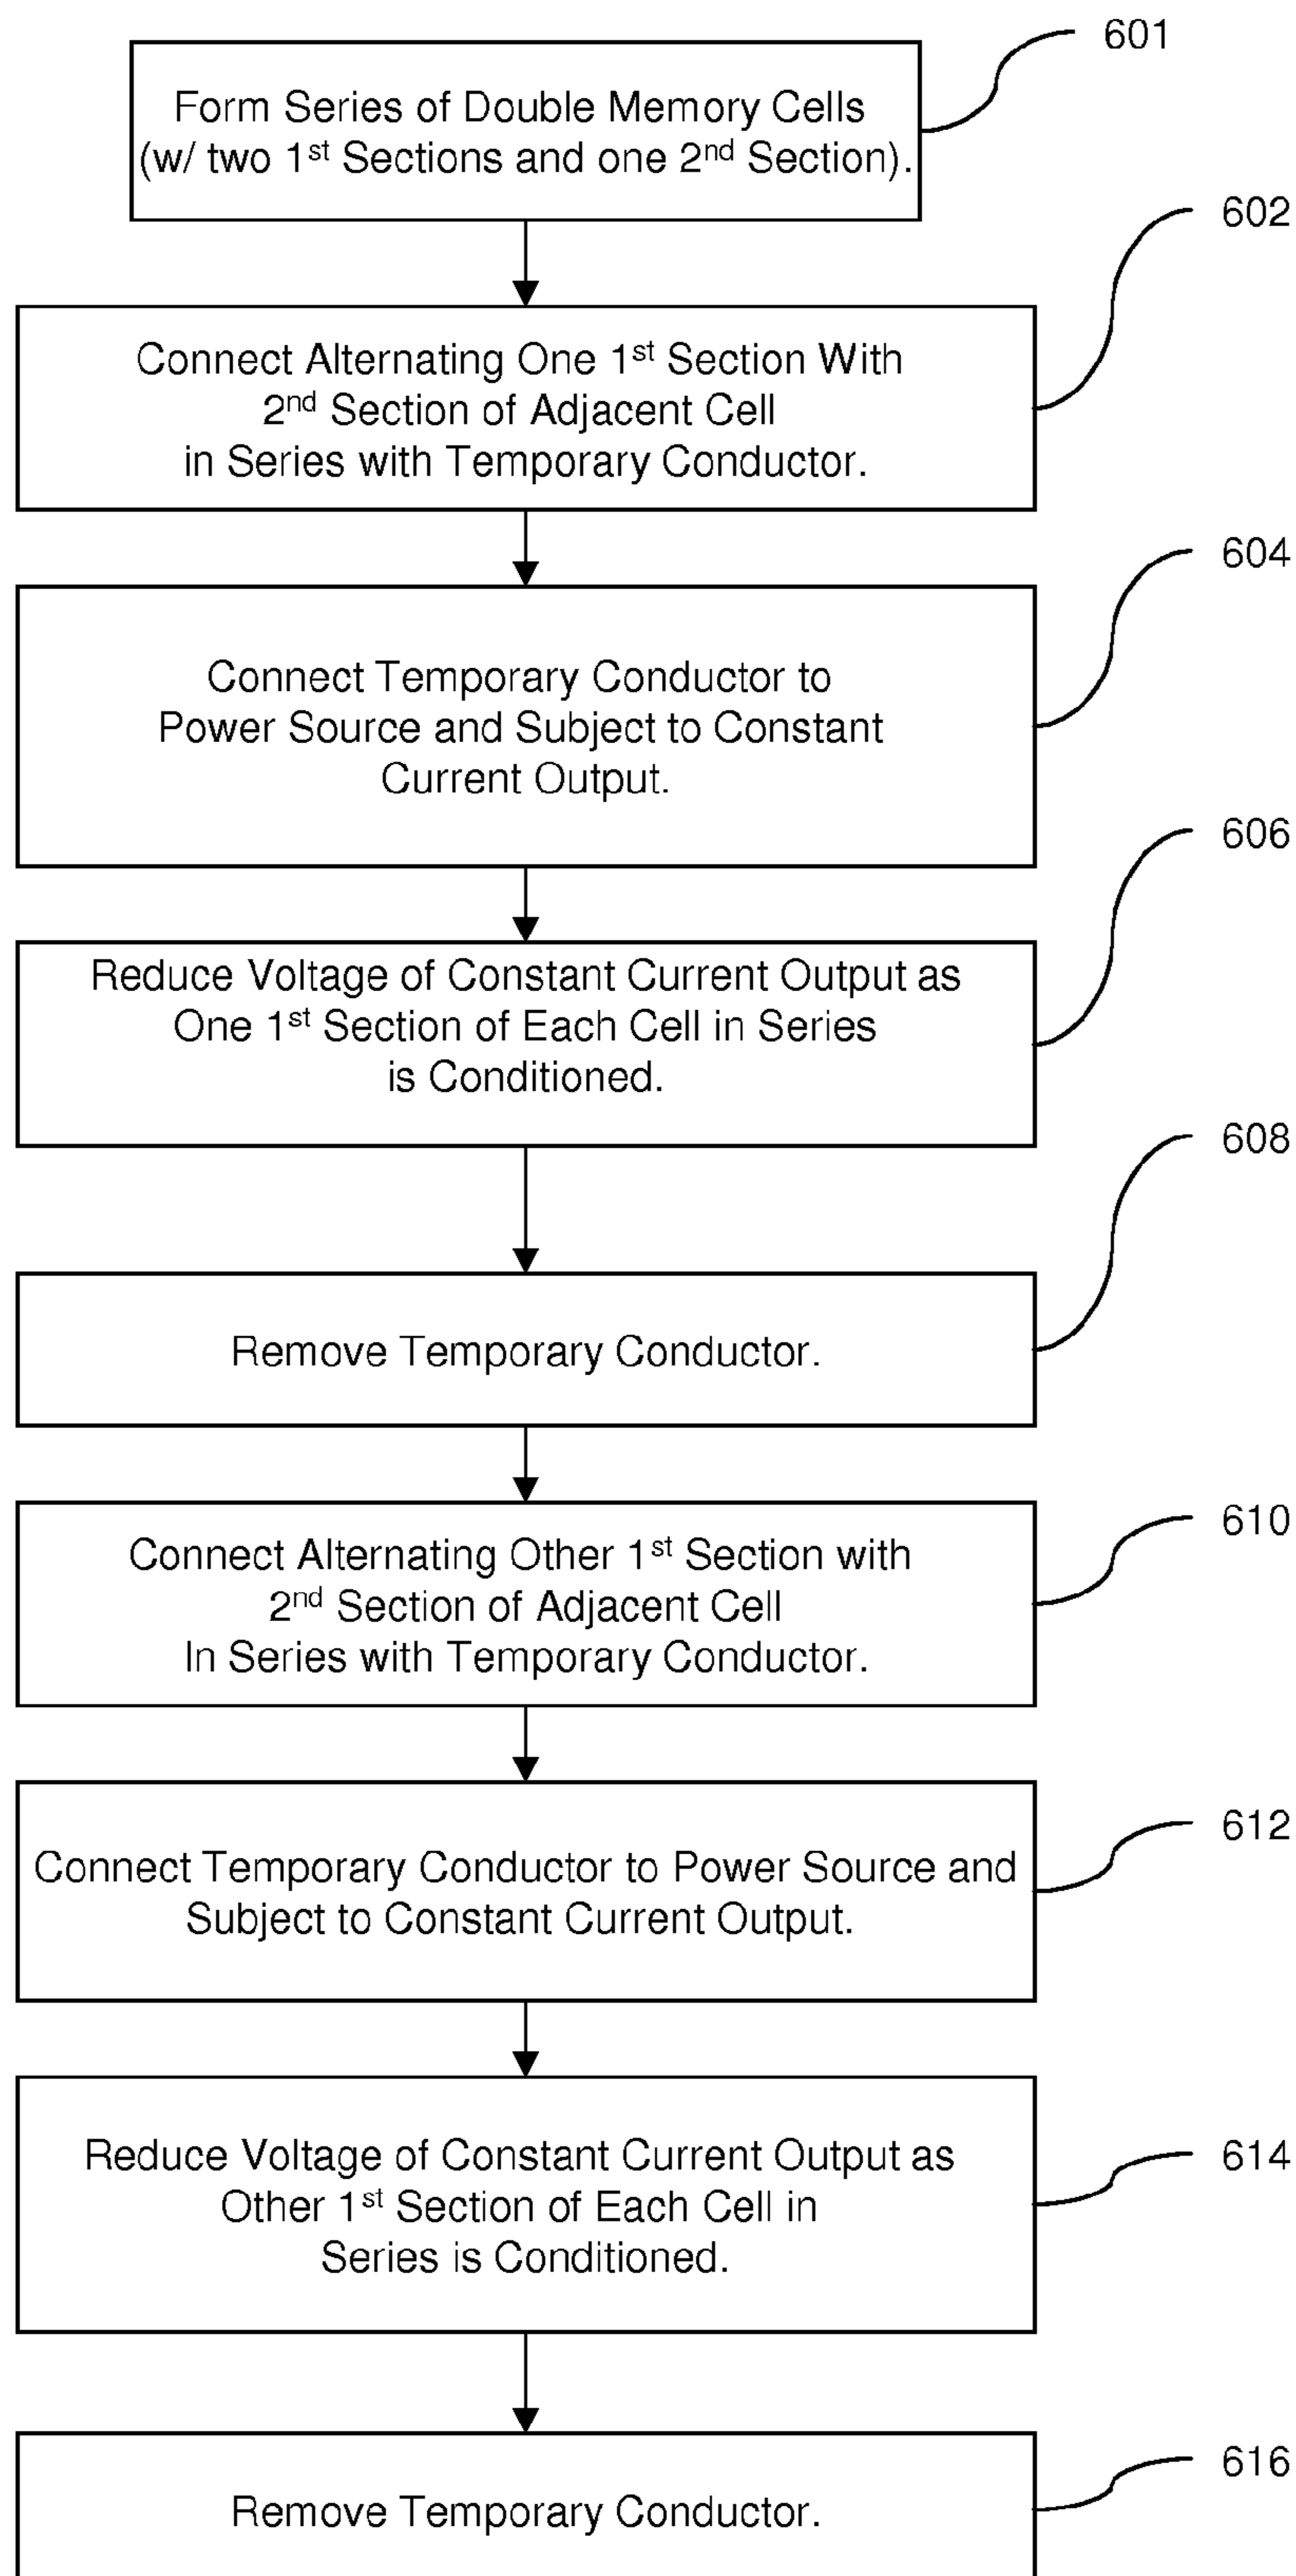 601
Form Series of Double Memory Cells
(w/ two 1st Sections and one 2nd Section).
602
Connect Alternating One 1st Section With
2nd Section of Adjacent Cell
in Series with Temporary Conductor.
604
Connect Temporary Conductor to
Power Source and Subject to Constant
Current Output.
606
Reduce Voltage of Constant Current Output as
One 1st Section of Each Cell in Series
is Conditioned.
608
Remove Temporary Conductor.
610
Connect Alternating Other 1st Section with
2nd Section of Adjacent Cell
In Series with Temporary Conductor.
612
Connect Temporary Conductor to Power Source and
Subject to Constant Current Output.
614
Reduce Voltage of Constant Current Output as
Other 1st Section of Each Cell in
Series is Conditioned.
616
Remove Temporary Conductor.